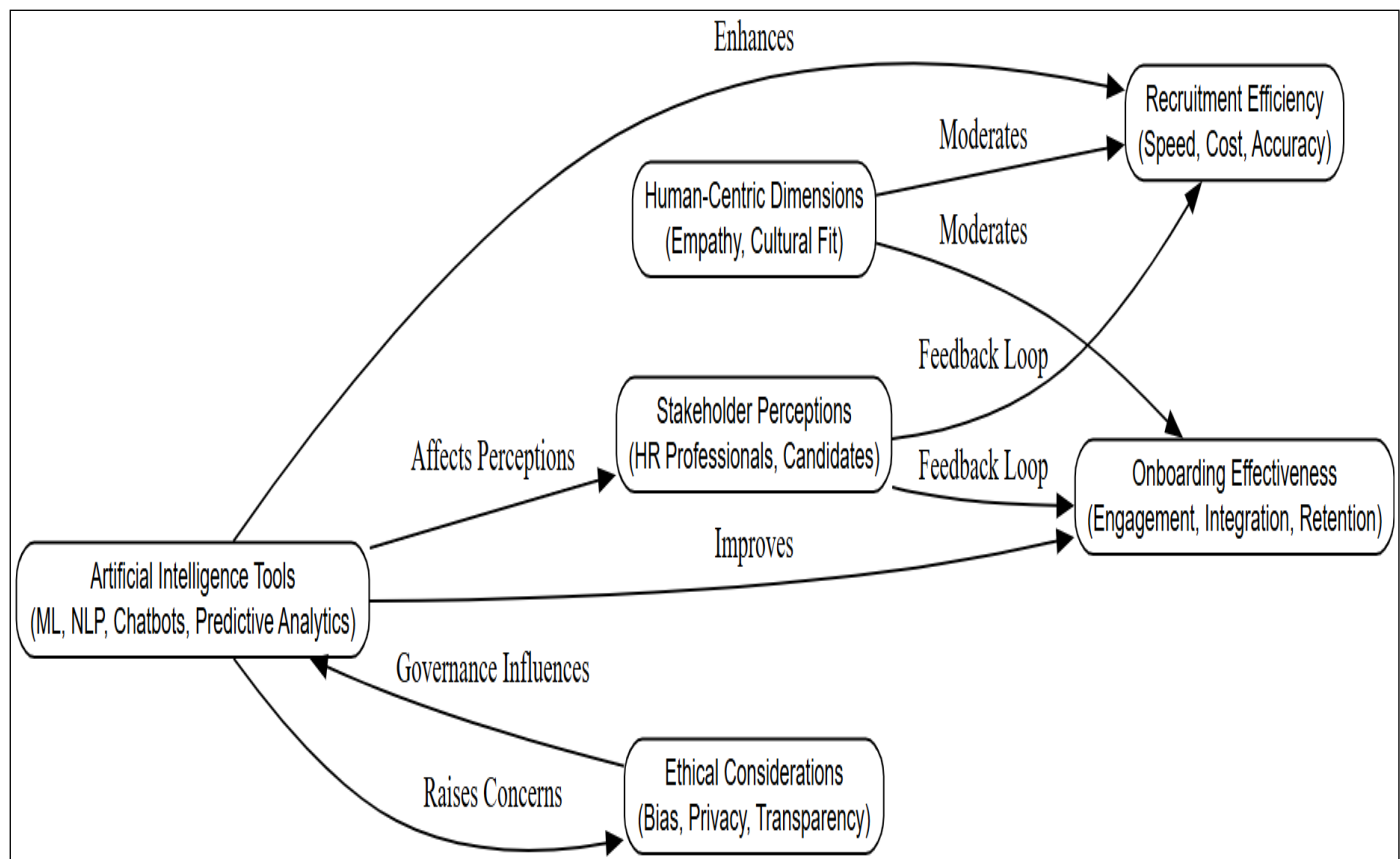 Enhances
Recruitment Efficiency
(Speed, Cost, Accuracy)
Moderates
Human-Centric Dimensions
(Empathy, Cultural Fit)
Moderates
Feedback Loop
Stakeholder Perceptions
(HR Professionals, Candidates)
Affects Perceptions
Feedback Loop
Onboarding Effectiveness
(Engagement, Integration, Retention)
Improves
Artificial Intelligence Tools
(ML, NLP, Chatbots, Predictive Analytics)
Governance Influences
Ethical Considerations
(Bias, Privacy, Transparency)
Raises Concerns